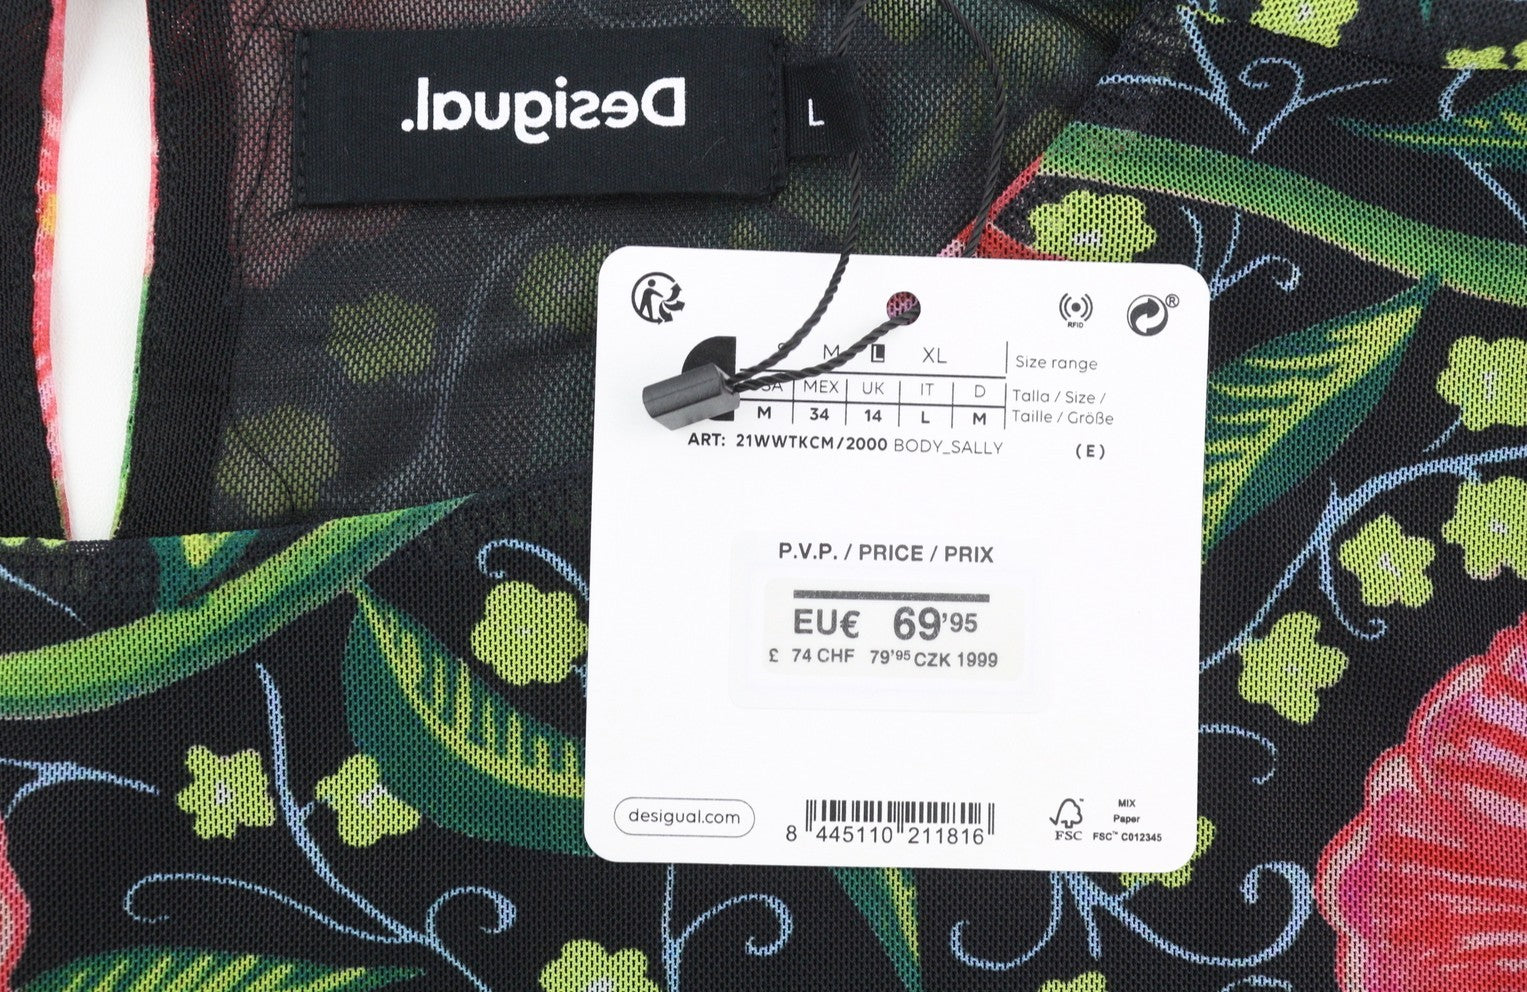 Desigual.
L
RFID
®
S M L XL Size range
USA MEX UK IT D Talla / Size /
M 34 14 L M Taille / Größe
ART: 21WWTKCM/2000 BODY_SALLY (E)
P.V.P. / PRICE / PRIX
EU€ 69'95
£ 74 CHF 79'95 CZK 1999
desigual.com
8 445110 211816
FSC
MIX
Paper
FSC™ C012345